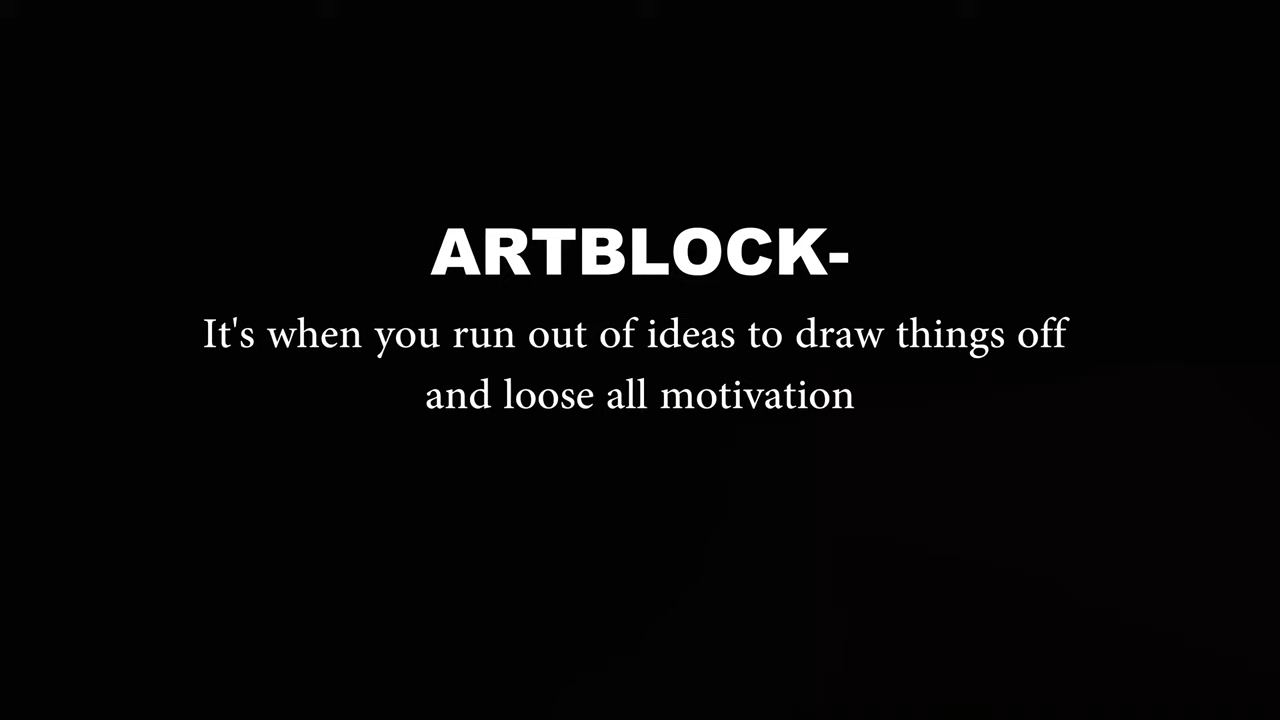 ARTBLOCK-
It's when you run out of ideas to draw things off
and loose all motivation